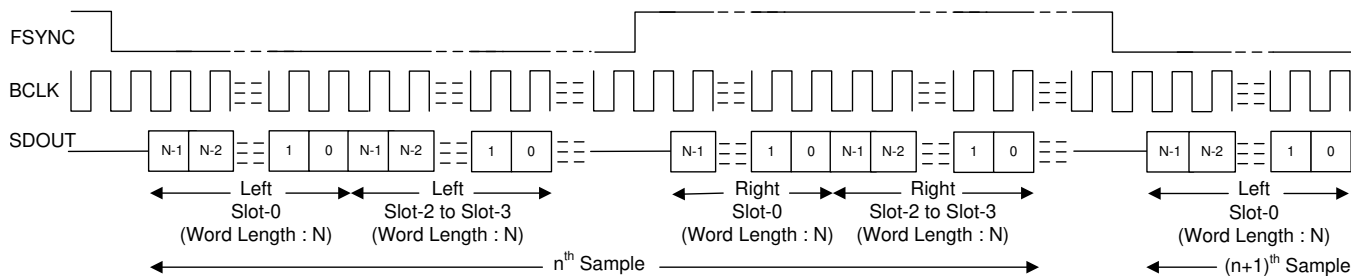 FSYNC
BCLK
SDOUT N-1 N-2 1 0 N-1 N-2 1 0 N-1 1 0 N-1 N-2 1 0 N-1 N-2 1 0
Left Left Right Right Left
Slot-0 Slot-2 to Slot-3 Slot-0 Slot-2 to Slot-3 Slot-0
(Word Length : N) (Word Length : N) (Word Length : N) (Word Length : N) (Word Length : N)
nth Sample (n+1)th Sample